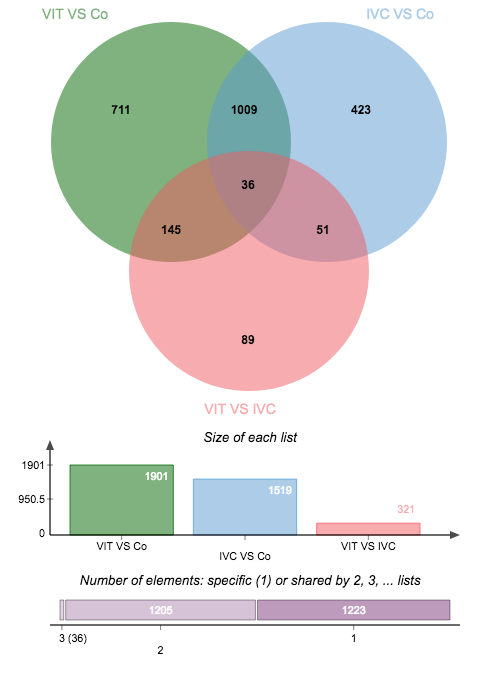 VIT VS Co
IVC VS Co
711
1009
423
36
145
51
89
VIT VS IVC
Size of each list
1901
950.5
0
1901
1519
321
VIT VS Co
IVC VS Co
VIT VS IVC
Number of elements: specific (1) or shared by 2, 3, ... lists
1205
1223
3 (36)
2
1